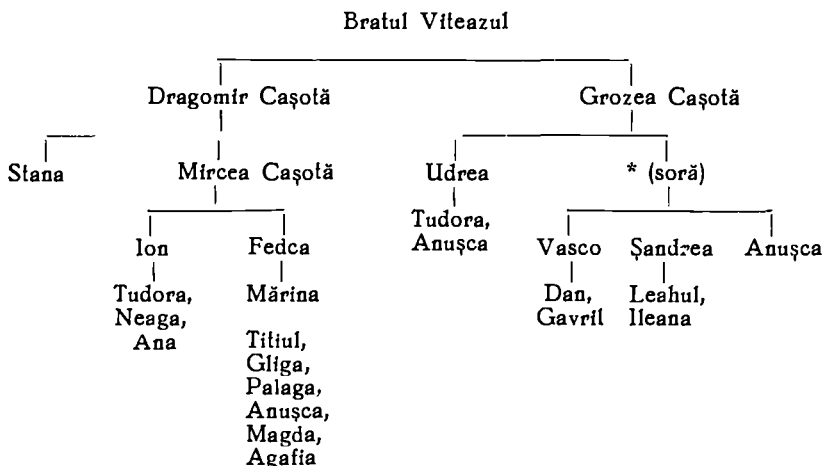 Bratul Viteazul
Dragomir Cașotă Grozea Cașotă
Stana Mircea Cașotă Udrea * (soră)
Tudora,
Anușca
Ion Fedca Vasco Șandrea Anușca
Tudora,
Neaga,
Ana
Mărina
Titiul,
Gliga,
Palaga,
Anușca,
Magda,
Agafia
Dan,
Gavril
Leahul,
Ileana